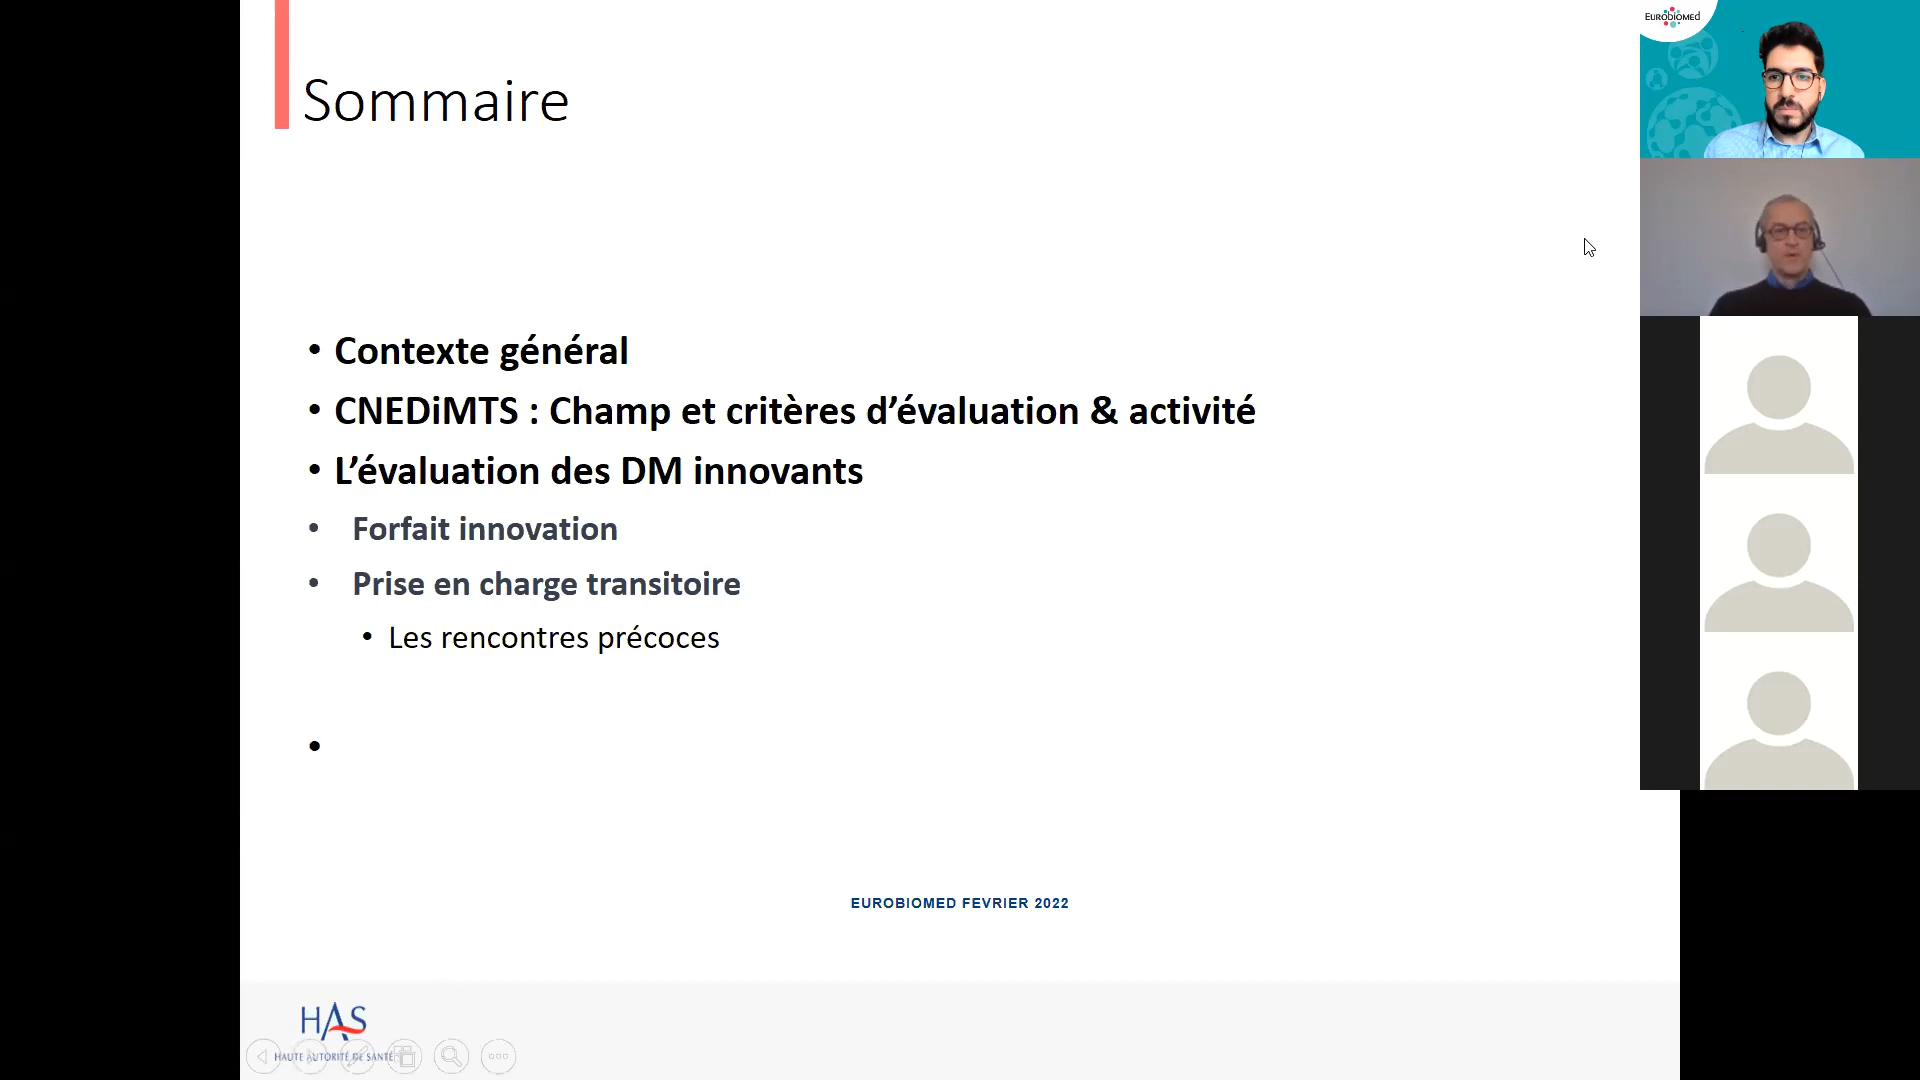 Sommaire
• Contexte général
• CNEDiMTS : Champ et critères d’évaluation & activité
• L’évaluation des DM innovants
• Forfait innovation
• Prise en charge transitoire
• Les rencontres précoces
•
EUROBIOMED FEVRIER 2022
HAS
HAUTE AUTORITÉ DE SANTÉ
Eurobiomed